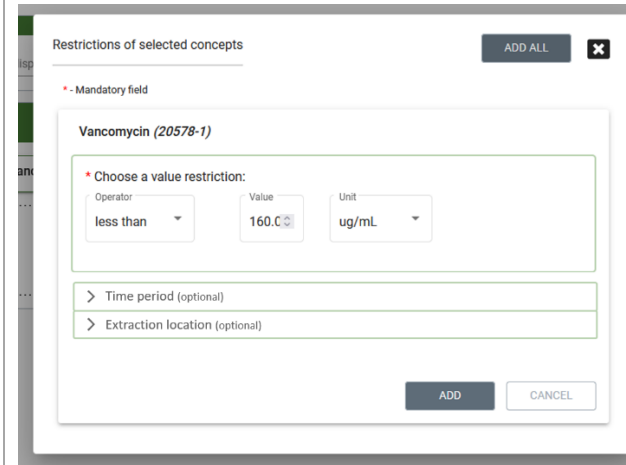 Restrictions of selected concepts
ADD ALL
* - Mandatory field
Vancomycin (20578-1)
* Choose a value restriction:
Operator Value Unit
less than 160.0 ug/mL
Time period (optional)
Extraction location (optional)
ADD CANCEL